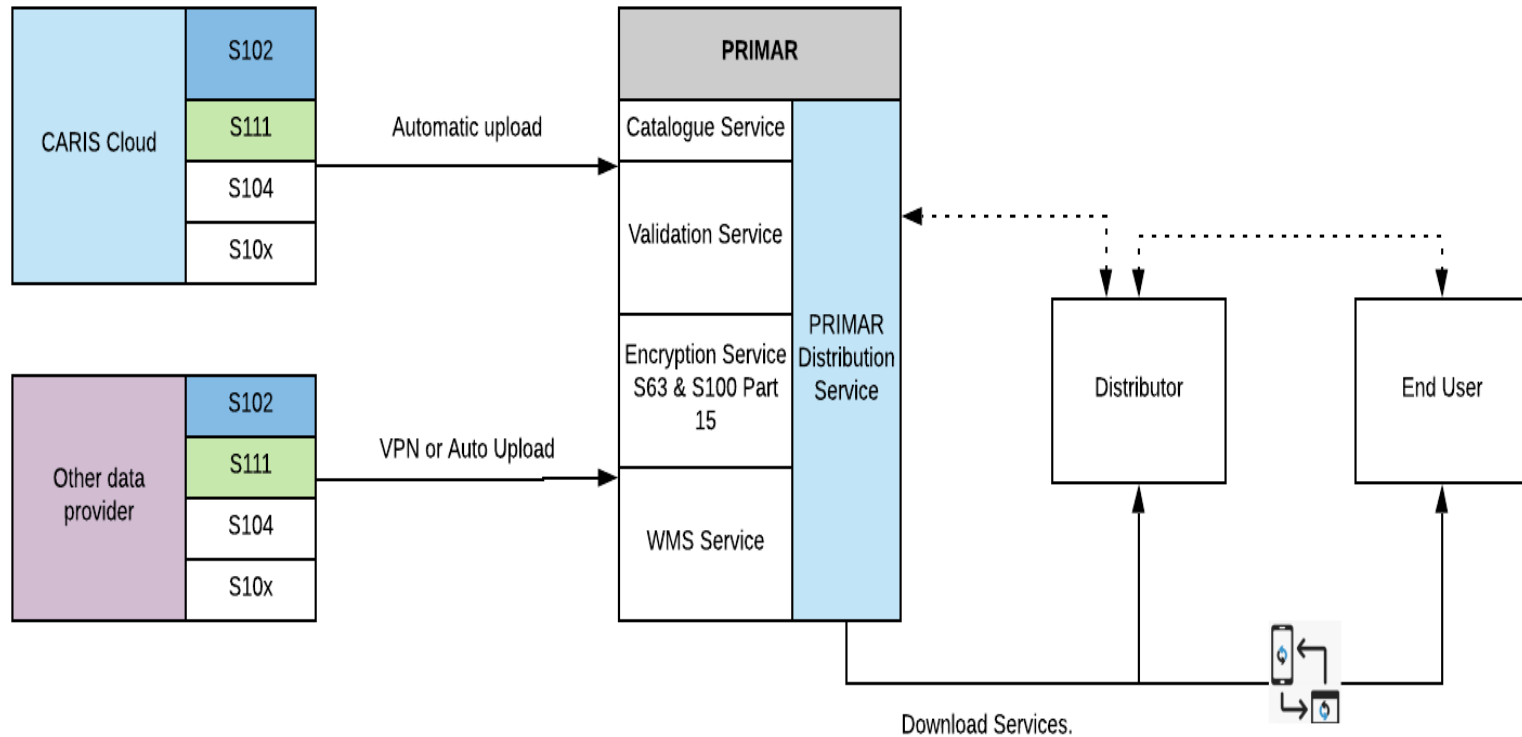 CARIS Cloud
S102
S111
S104
S10x
Automatic upload
Other data
provider
S102
S111
S104
S10x
VPN or Auto Upload
PRIMAR
Catalogue Service
Validation Service
Encryption Service
S63 & S100 Part
15
WMS Service
PRIMAR
Distribution
Service
Distributor
End User
Download Services.